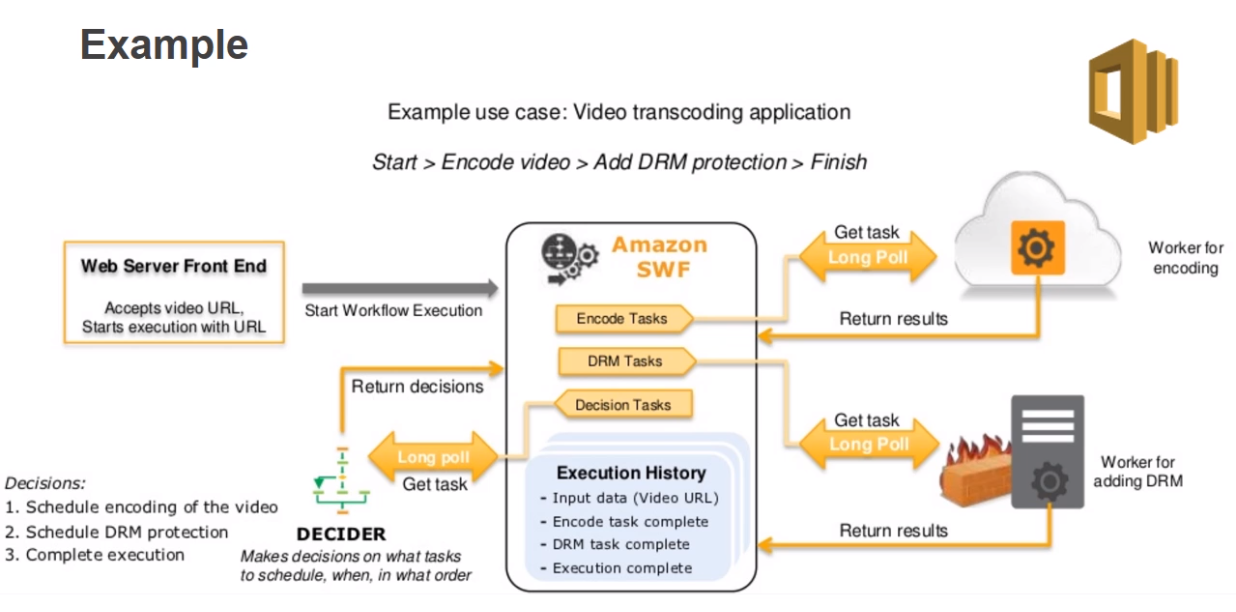 Example
Example use case: Video transcoding application
Start > Encode video > Add DRM protection > Finish
Web Server Front End
Accepts video URL,
Starts execution with URL
Start Workflow Execution
Amazon
SWF
Encode Tasks
DRM Tasks
Decision Tasks
Execution History
- Input data (Video URL)
- Encode task complete
- DRM task complete
- Execution complete
Get task
Long Poll
Worker for
encoding
Return results
Get task
Long Poll
Worker for
adding DRM
Return results
Return decisions
Long poll
Get task
DECIDER
Makes decisions on what tasks
to schedule, when, in what order
Decisions:
1. Schedule encoding of the video
2. Schedule DRM protection
3. Complete execution